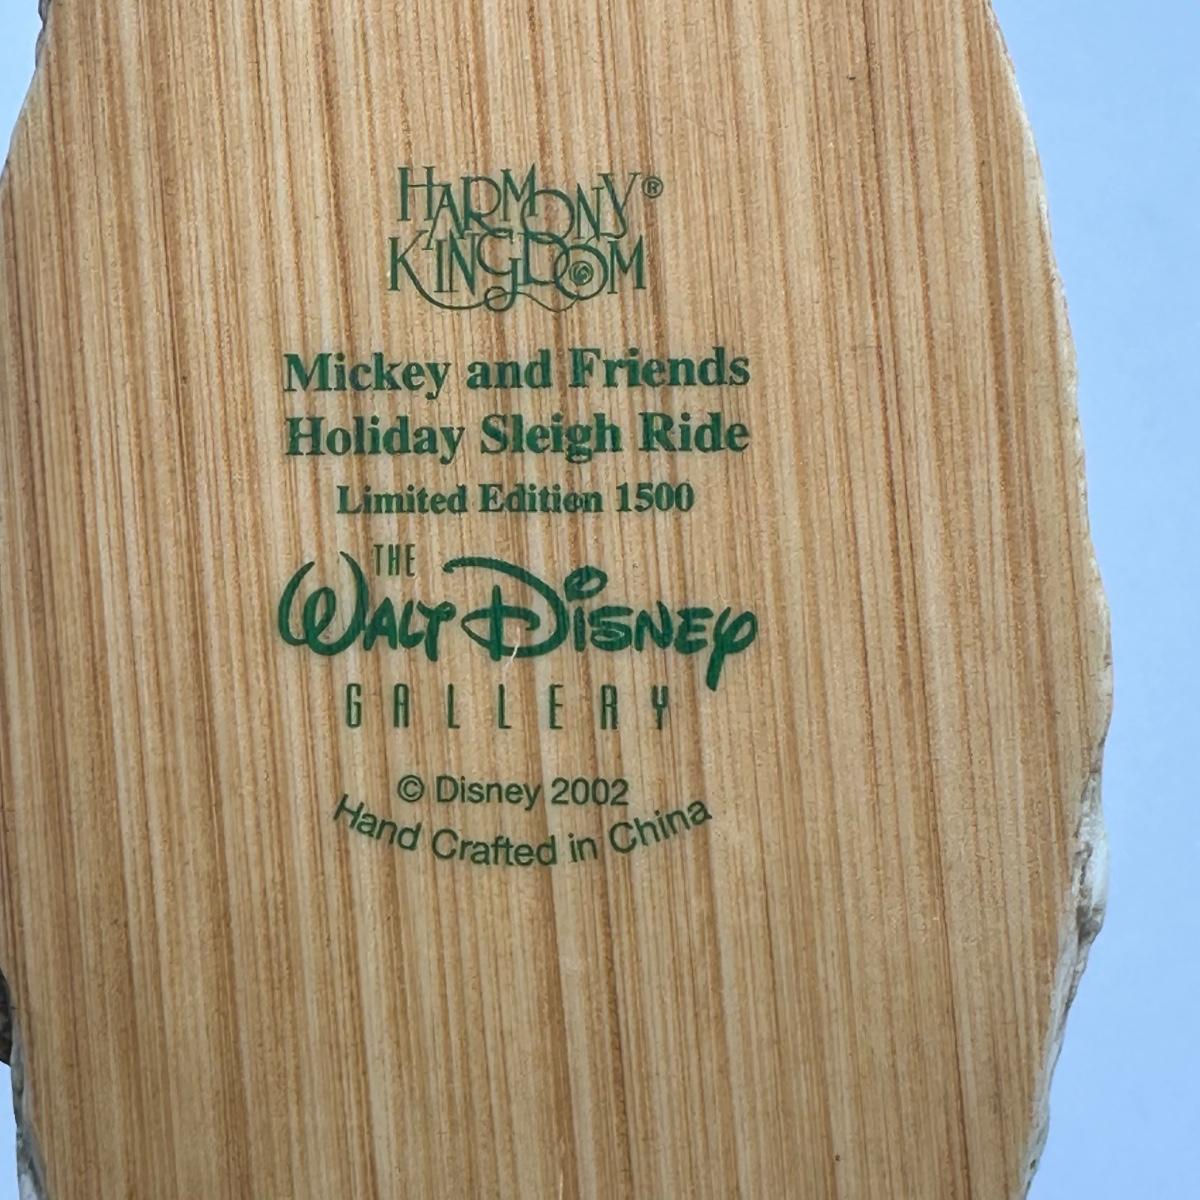 HARMONY®
KINGDOM
Mickey and Friends
Holiday Sleigh Ride
Limited Edition 1500
THE
WALT DISNEY
GALLERY
© Disney 2002
Hand Crafted in China